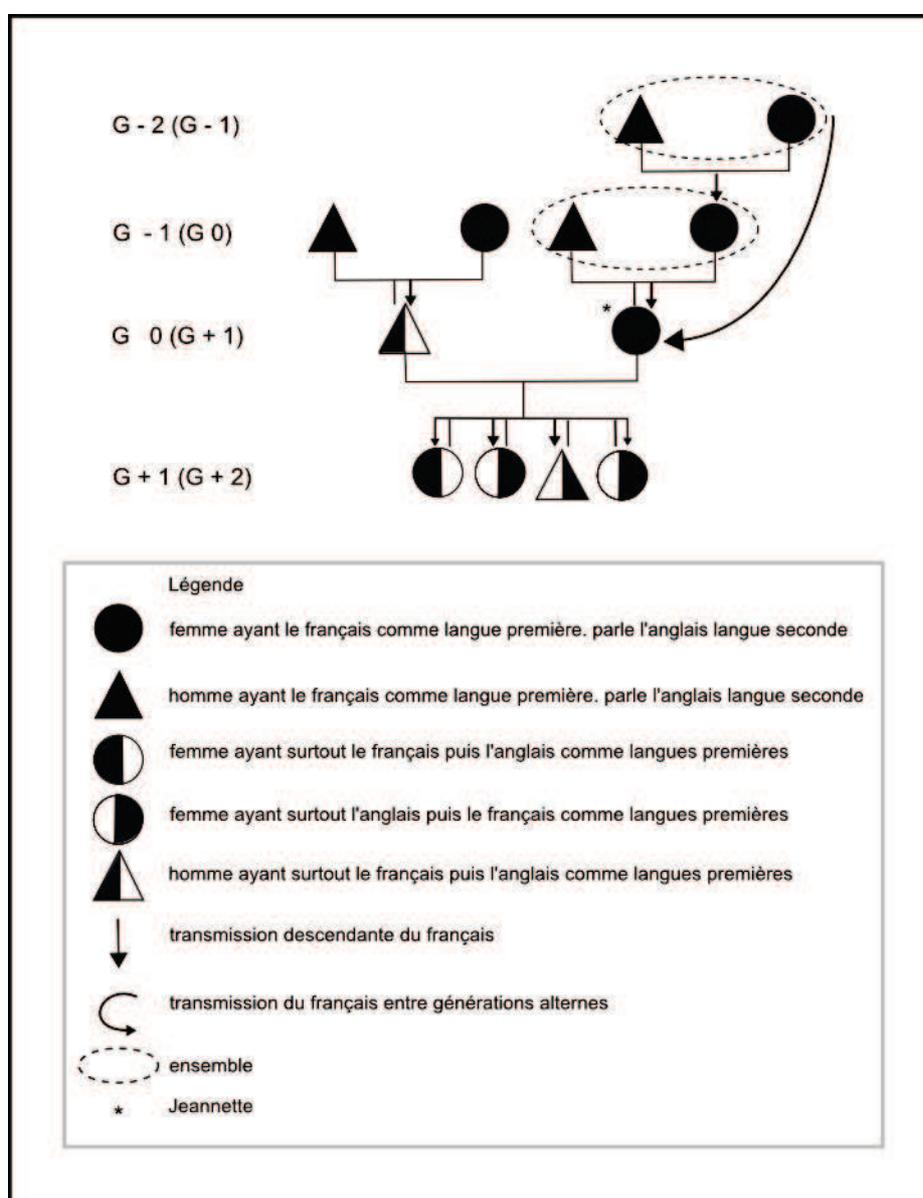 G - 2 (G - 1)
G - 1 (G 0)
*
G 0 (G + 1)
G + 1 (G + 2)
Légende
femme ayant le français comme langue première. parle l'anglais langue seconde
homme ayant le français comme langue première. parle l'anglais langue seconde
femme ayant surtout le français puis l'anglais comme langues premières
femme ayant surtout l'anglais puis le français comme langues premières
homme ayant surtout le français puis l'anglais comme langues premières
transmission descendante du français
transmission du français entre générations alternes
ensemble
* Jeannette